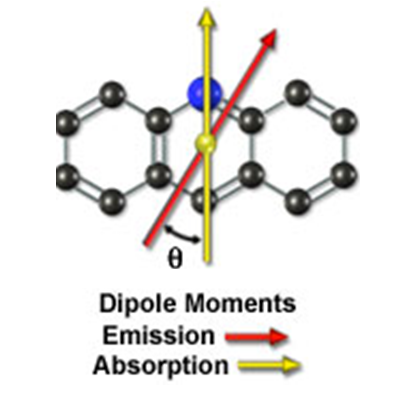 θ
Dipole Moments
Emission
Absorption